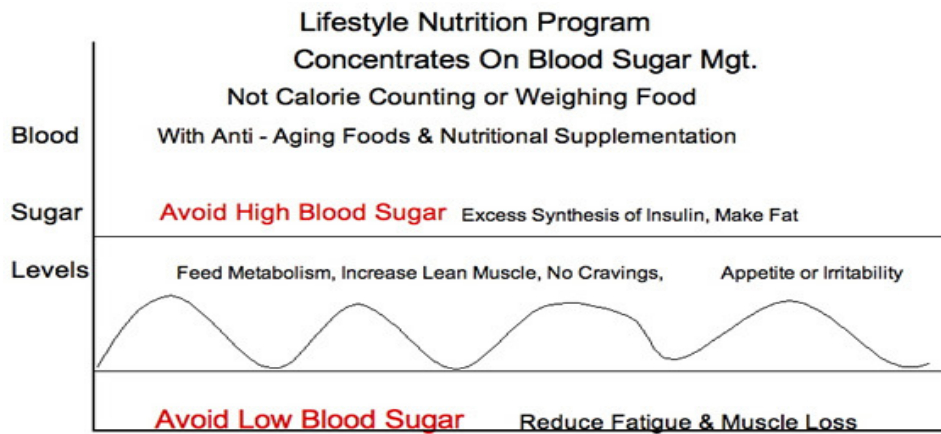 Lifestyle Nutrition Program
Concentrates On Blood Sugar Mgt.
Not Calorie Counting or Weighing Food
Blood With Anti - Aging Foods & Nutritional Supplementation
Sugar Avoid High Blood Sugar Excess Synthesis of Insulin, Make Fat
Levels Feed Metabolism, Increase Lean Muscle, No Cravings, Appetite or Irritability
Avoid Low Blood Sugar Reduce Fatigue & Muscle Loss